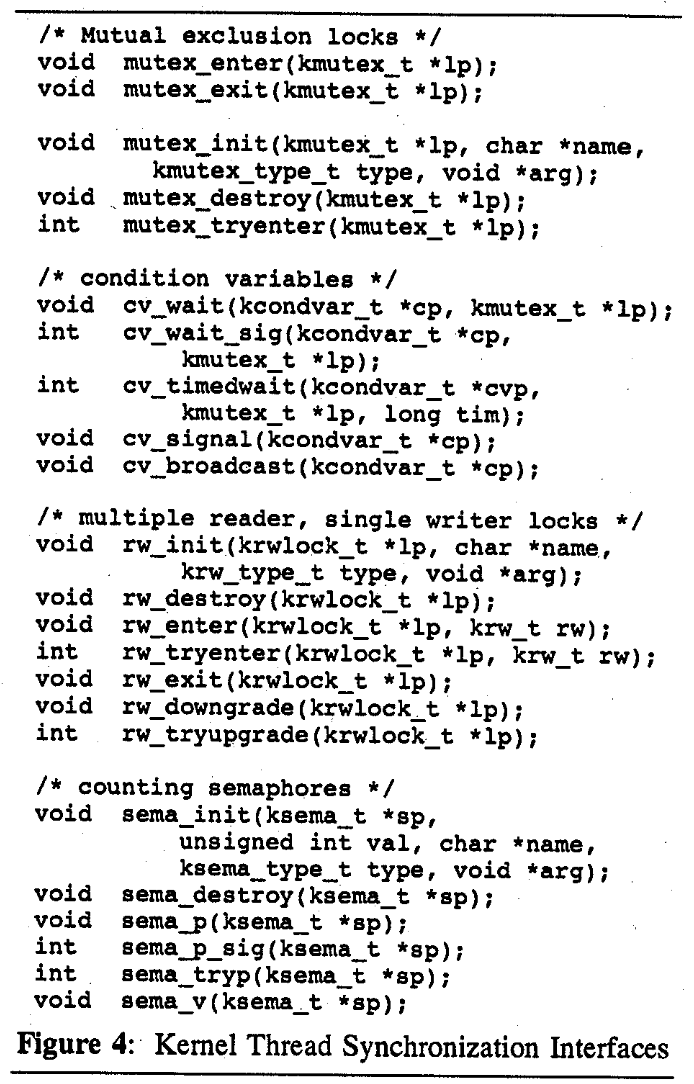 /* Mutual exclusion locks */
void mutex_enter(kmutex_t *lp);
void mutex_exit(kmutex_t *lp);
void mutex_init(kmutex_t *lp, char *name,
kmutex_type_t type, void *arg);
void mutex_destroy(kmutex_t *lp);
int mutex_tryenter(kmutex_t *lp);
/* condition variables */
void cv_wait(kcondvar_t *cp, kmutex_t *lp);
int cv_wait_sig(kcondvar_t *cp,
kmutex_t *lp);
int cv_timedwait(kcondvar_t *cvp,
kmutex_t *lp, long tim);
void cv_signal(kcondvar_t *cp);
void cv_broadcast(kcondvar_t *cp);
/* multiple reader, single writer locks */
void rw_init(krwlock_t *lp, char *name,
krw_type_t type, void *arg);
void rw_destroy(krwlock_t *lp);
void rw_enter(krwlock_t *lp, krw_t rw);
int rw_tryenter(krwlock_t *lp, krw_t rw);
void rw_exit(krwlock_t *lp);
void rw_downgrade(krwlock_t *lp);
int rw_tryupgrade(krwlock_t *lp);
/* counting semaphores */
void sema_init(ksema_t *sp,
unsigned int val, char *name,
ksema_type_t type, void *arg);
void sema_destroy(ksema_t *sp);
void sema_p(ksema_t *sp);
int sema_p_sig(ksema_t *sp);
int sema_tryp(ksema_t *sp);
void sema_v(ksema_t *sp);
Figure 4: Kernel Thread Synchronization Interfaces